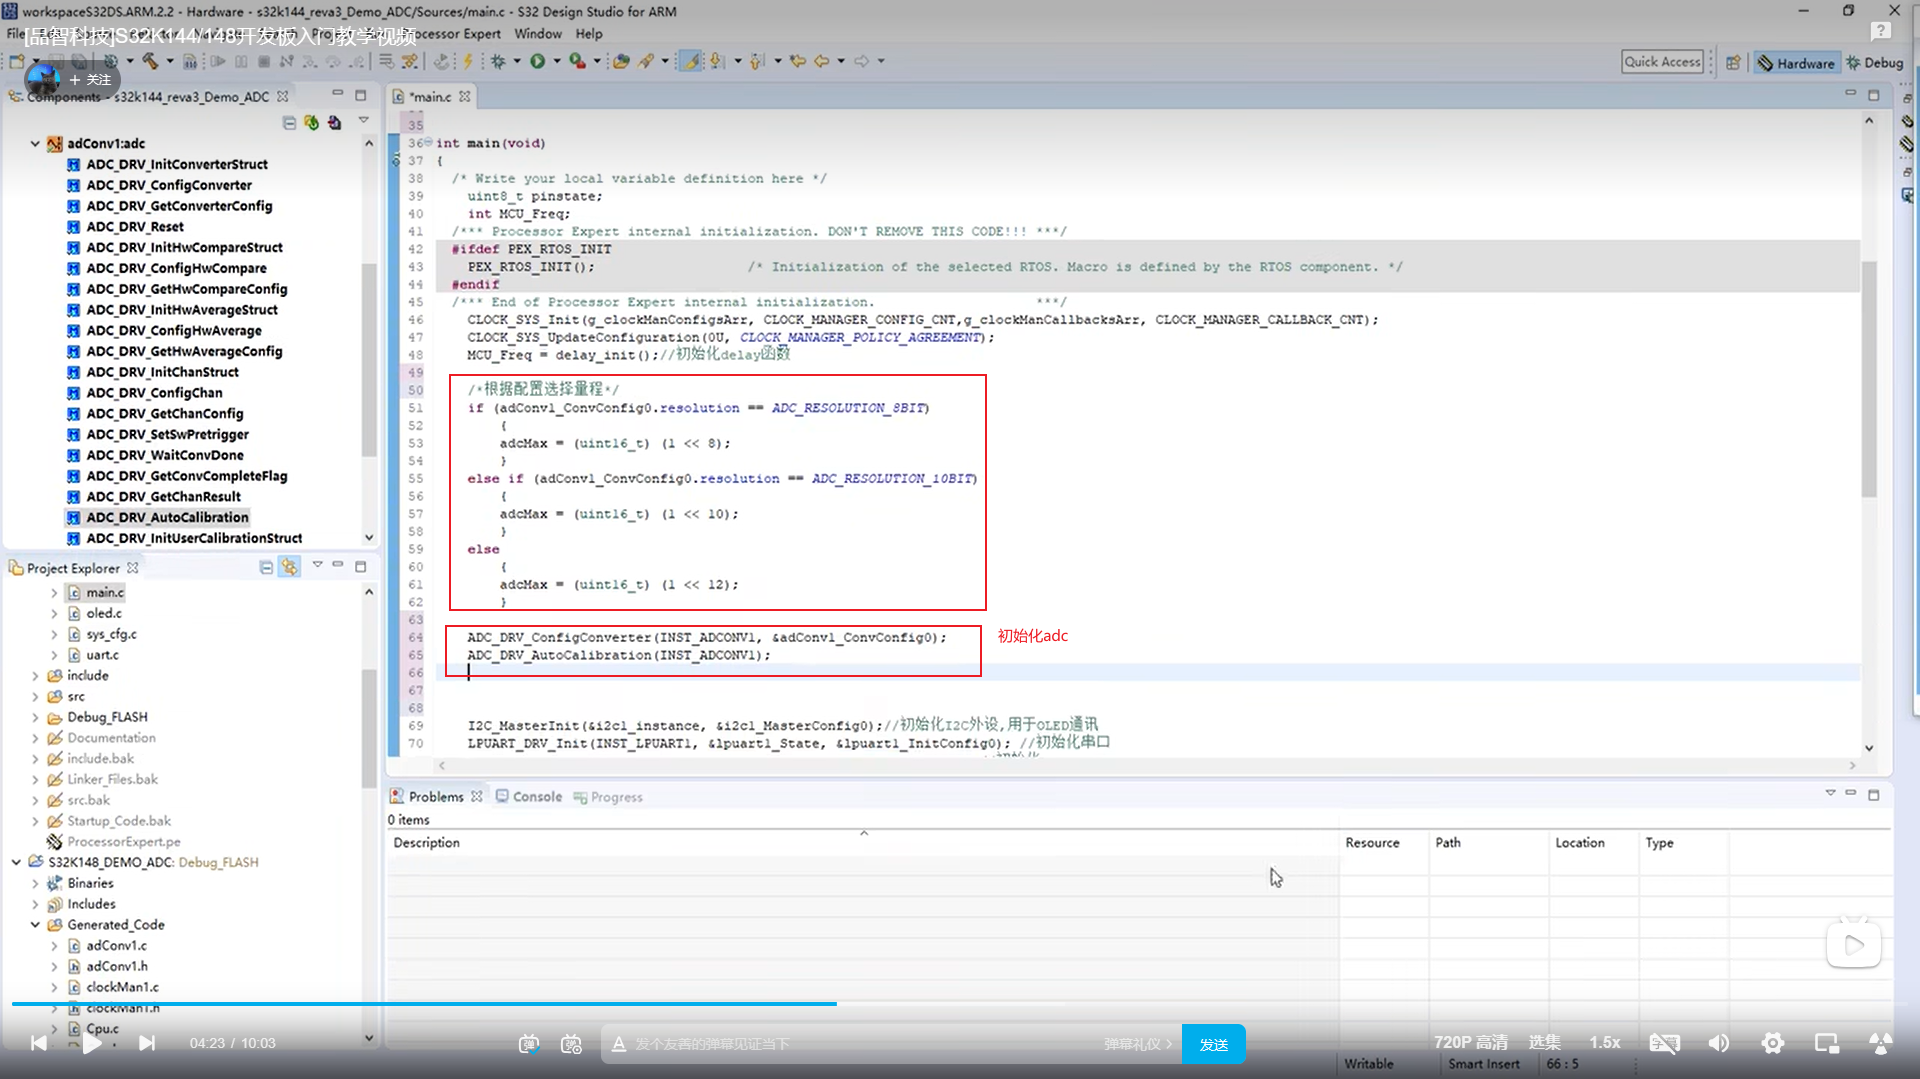 workspaceS32DS.ARM.2.2 - Hardware - s32k144_reva3_Demo_ADC/Sources/main.c - S32 Design Studio for ARM
[品智科技]S32K144/148开发板入门教学视频
Window Help
Quick Access
Hardware
Debug
+ 关注
Components - s32k144_reva3_Demo_ADC
adConv1:adc
ADC_DRV_InitConverterStruct
ADC_DRV_ConfigConverter
ADC_DRV_GetConverterConfig
ADC_DRV_Reset
ADC_DRV_InitHwCompareStruct
ADC_DRV_ConfigHwCompare
ADC_DRV_GetHwCompareConfig
ADC_DRV_InitHwAverageStruct
ADC_DRV_ConfigHwAverage
ADC_DRV_GetHwAverageConfig
ADC_DRV_InitChanStruct
ADC_DRV_ConfigChan
ADC_DRV_GetChanConfig
ADC_DRV_SetSwPretrigger
ADC_DRV_WaitConvDone
ADC_DRV_GetConvCompleteFlag
ADC_DRV_GetChanResult
ADC_DRV_AutoCalibration
ADC_DRV_InitUserCalibrationStruct
Project Explorer
main.c
oled.c
sys_cfg.c
uart.c
include
src
Debug_FLASH
Documentation
include.bak
Linker_Files.bak
src.bak
Startup_Code.bak
ProcessorExpert.pe
S32K148_DEMO_ADC: Debug_FLASH
Binaries
Includes
Generated_Code
adConv1.c
adConv1.h
clockMan1.c
clockMan1.h
Cpu.c
*main.c
35
36 int main(void)
37 {
38 /* Write your local variable definition here */
39 uint8_t pinstate;
40 int MCU_Freq;
41 /*** Processor Expert internal initialization. DON'T REMOVE THIS CODE!!! ***/
42 #ifdef PEX_RTOS_INIT
43 PEX_RTOS_INIT(); /* Initialization of the selected RTOS. Macro is defined by the RTOS component. */
44 #endif
45 /*** End of Processor Expert internal initialization. ***/
46 CLOCK_SYS_Init(g_clockManConfigsArr, CLOCK_MANAGER_CONFIG_CNT,g_clockManCallbacksArr, CLOCK_MANAGER_CALLBACK_CNT);
47 CLOCK_SYS_UpdateConfiguration(0U, CLOCK_MANAGER_POLICY_AGREEMENT);
48 MCU_Freq = delay_init();//初始化delay函数
49
50 /*根据配置选择量程*/
51 if (adConv1_ConvConfig0.resolution == ADC_RESOLUTION_8BIT)
52 {
53 adcMax = (uint16_t) (1 << 8);
54 }
55 else if (adConv1_ConvConfig0.resolution == ADC_RESOLUTION_10BIT)
56 {
57 adcMax = (uint16_t) (1 << 10);
58 }
59 else
60 {
61 adcMax = (uint16_t) (1 << 12);
62 }
63
64 ADC_DRV_ConfigConverter(INST_ADCONV1, &adConv1_ConvConfig0);
初始化adc
65 ADC_DRV_AutoCalibration(INST_ADCONV1);
66
67
68
69 I2C_MasterInit(&i2c1_instance, &i2c1_MasterConfig0);//初始化I2C外设,用于OLED通讯
70 LPUART_DRV_Init(INST_LPUART1, &lpuart1_State, &lpuart1_InitConfig0); //初始化串口
Problems Console Progress
0 items
Description Resource Path Location Type
04:23 / 10:03
发个友善的弹幕见证当下
弹幕礼仪
发送
720P 高清 选集 1.5x
Writable Smart Insert 66 : 5